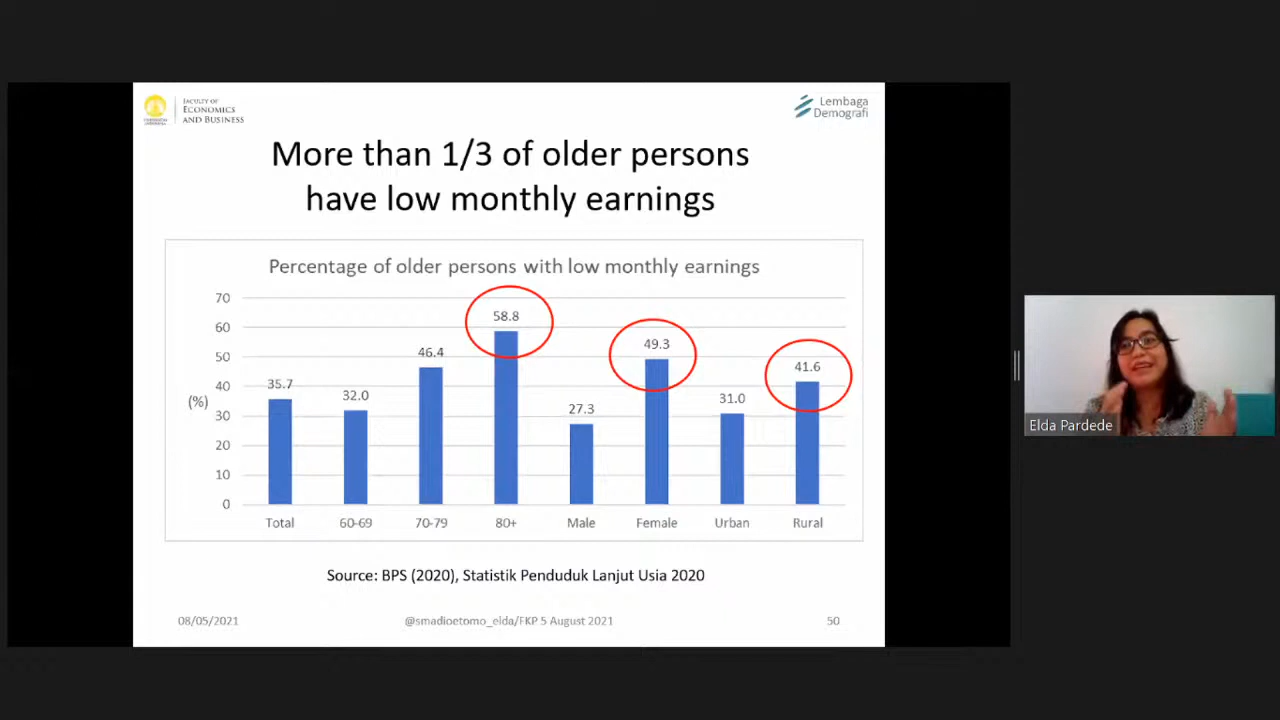 FACULTY OF
ECONOMICS
AND BUSINESS
Lembaga
Demografi
More than 1/3 of older persons
have low monthly earnings
Percentage of older persons with low monthly earnings
70
60
50
40
30
20
10
0
(%)
35.7
32.0
46.4
58.8
27.3
49.3
31.0
41.6
Total 60-69 70-79 80+ Male Female Urban Rural
Source: BPS (2020), Statistik Penduduk Lanjut Usia 2020
08/05/2021 @smadioetomo_elda/FKP 5 August 2021 50
Elda Pardede